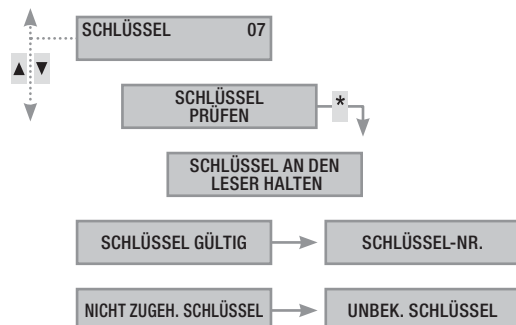 SCHLÜSSEL 07
▲ ▼
SCHLÜSSEL
PRÜFEN
*
SCHLÜSSEL AN DEN
LESER HALTEN
SCHLÜSSEL GÜLTIG
SCHLÜSSEL-NR.
NICHT ZUGEH. SCHLÜSSEL
UNBEK. SCHLÜSSEL